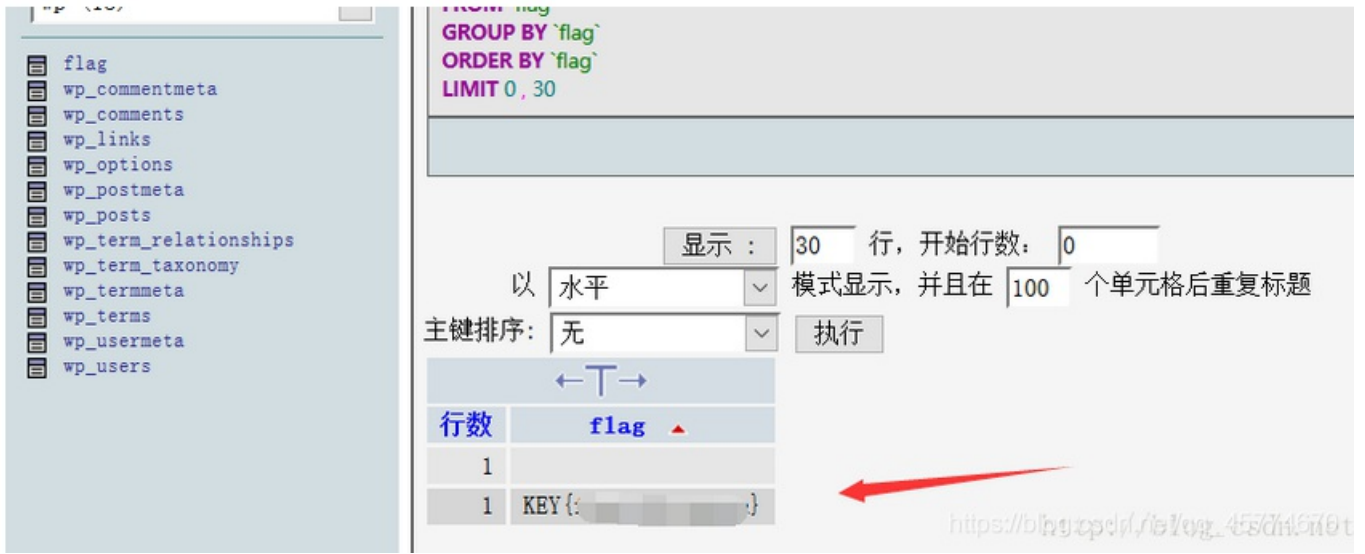 flag
wp_commentmeta
wp_comments
wp_links
wp_options
wp_postmeta
wp_posts
wp_term_relationships
wp_term_taxonomy
wp_termmeta
wp_terms
wp_usermeta
wp_users
GROUP BY `flag`
ORDER BY `flag`
LIMIT 0 , 30
显示 : 30 行，开始行数: 0
以 水平 模式显示，并且在 100 个单元格后重复标题
主键排序: 无 执行
←T→
行数 flag
1
1 KEY{ }